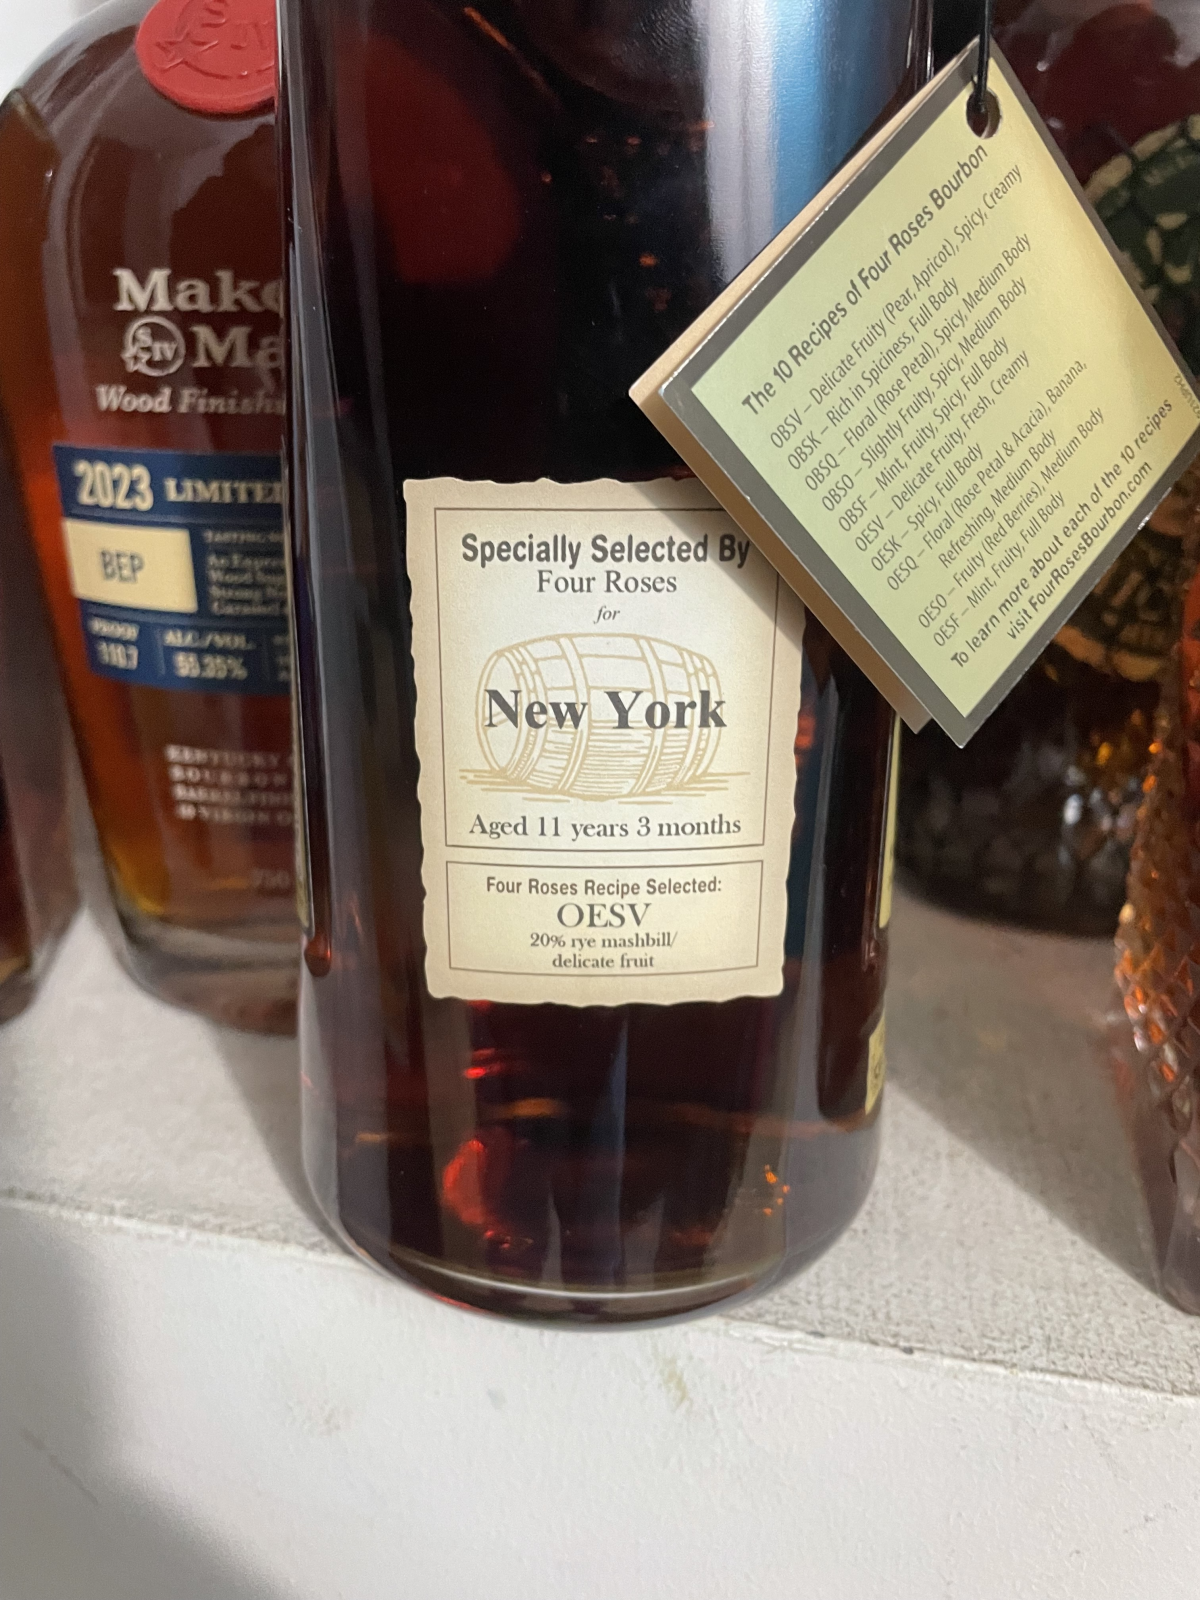 Make
S IV Ma
Wood Finish
2023 LIMITE
BEP
PROOF
110.7
ALC./VOL.
55.35%
KENTUCKY
BOURBON
750
Specially Selected By
Four Roses
for
New York
Aged 11 years 3 months
Four Roses Recipe Selected:
OESV
20% rye mashbill/
delicate fruit
The 10 Recipes of Four Roses Bourbon
OBSV – Delicate Fruity (Pear, Apricot), Spicy, Creamy
OBSK – Rich in Spiciness, Full Body
OBSQ – Floral (Rose Petal), Spicy, Medium Body
OBSO – Slightly Fruity, Spicy, Medium Body
OBSF – Mint, Fruity, Spicy, Full Body
OESV – Delicate Fruity, Fresh, Creamy
OESK – Spicy, Full Body
OESQ – Floral (Rose Petal & Acacia), Banana,
Refreshing, Medium Body
OESO – Fruity (Red Berries), Medium Body
OESF – Mint, Fruity, Full Body
To learn more about each of the 10 recipes
visit FourRosesBourbon.com